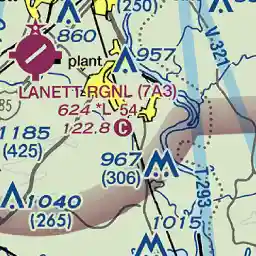 (250)
860
plant
957
V-321
LANETT RGNL (7A3)
624 *L 54
122.8 C
85
1185
(425)
967
(306)
T-293
1040
(265)
1015